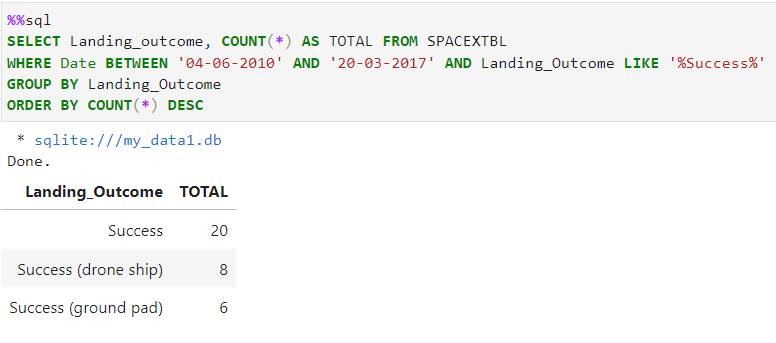 %%sql
SELECT Landing_outcome, COUNT(*) AS TOTAL FROM SPACEXTBL
WHERE Date BETWEEN '04-06-2010' AND '20-03-2017' AND Landing_Outcome LIKE '%Success%'
GROUP BY Landing_Outcome
ORDER BY COUNT(*) DESC
* sqlite:///my_data1.db
Done.
Landing_Outcome TOTAL
Success 20
Success (drone ship) 8
Success (ground pad) 6